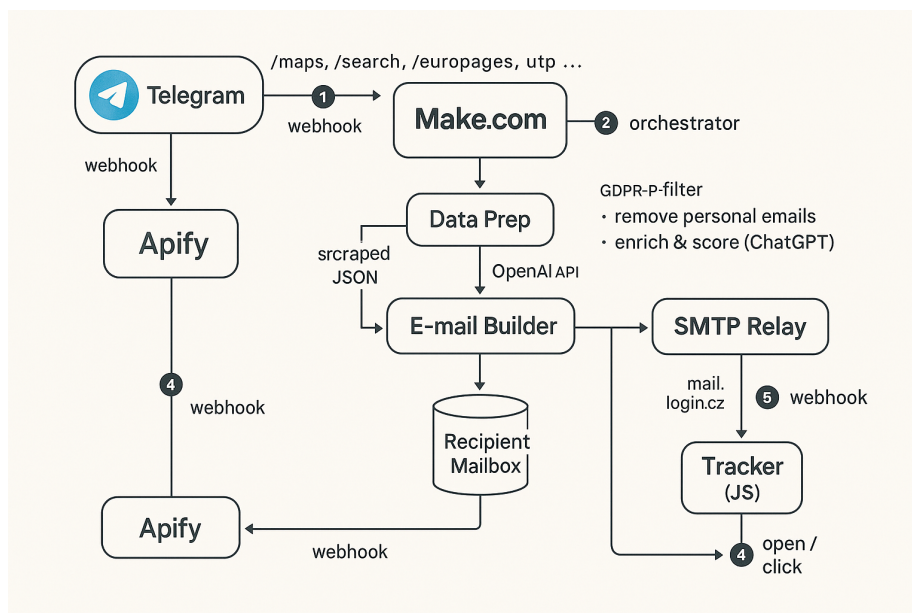 /maps, /search, /europages, utp ...
Telegram
1
webhook
Make.com
2
orchestrator
webhook
Apify
Data Prep
GDPR-P-filter
• remove personal emails
• enrich & score (ChatGPT)
srcraped
JSON
OpenAI API
E-mail Builder
SMTP Relay
4
webhook
mail.
login.cz
5
webhook
Recipient
Mailbox
Tracker
(JS)
Apify
webhook
4
open /
click